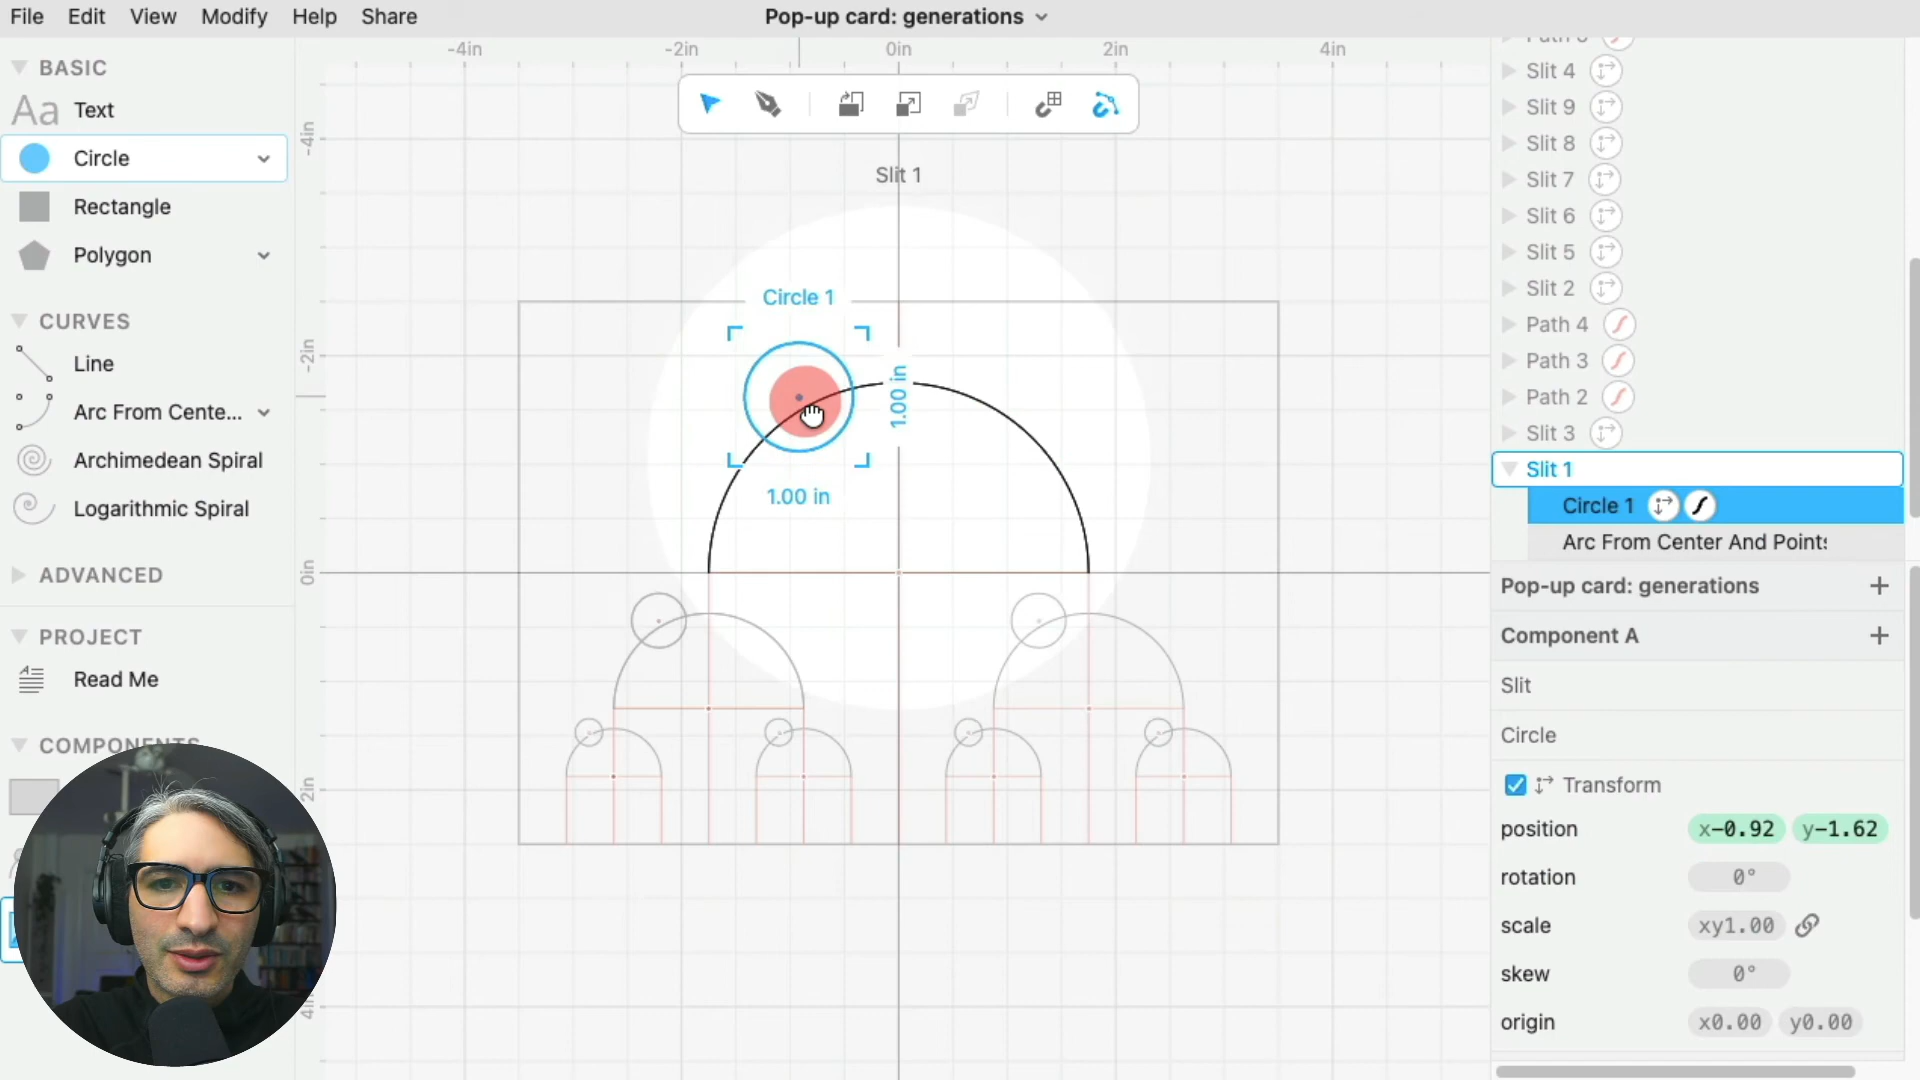 File Edit View Modify Help Share
Pop-up card: generations
BASIC
Aa Text
Circle
Rectangle
Polygon
CURVES
Line
Arc From Cente...
Archimedean Spiral
Logarithmic Spiral
ADVANCED
PROJECT
Read Me
COMPONENTS
-4in -2in 0in 2in 4in
-4in
-2in
0in
2in
4in
Slit 1
Circle 1
1.00 in
1.00 in
Slit 4
Slit 9
Slit 8
Slit 7
Slit 6
Slit 5
Slit 2
Path 4
Path 3
Path 2
Slit 3
Slit 1
Circle 1
Arc From Center And Points
Pop-up card: generations +
Component A +
Slit
Circle
Transform
position x-0.92 y-1.62
rotation 0°
scale xy1.00
skew 0°
origin x0.00 y0.00